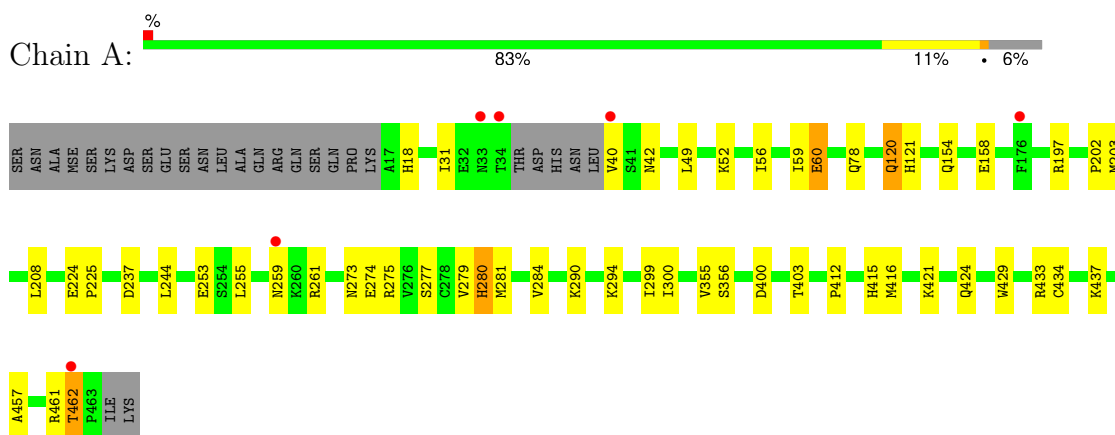 %
Chain A:
83% 11% • 6%
SER ASN ALA MSE SER LYS ASP SER GLU SER ASN LEU ALA GLN ARG GLN SER GLN PRO LYS A17 H18 I31 E32 N33 T34 THR ASP HIS ASN LEU V40 S41 N42 L49 K52 I56 I59 E60 Q78 Q120 H121 Q154 E158 F176 R197 P202 M203
L208 E224 P225 D237 L244 E253 S254 L255 N259 K260 R261 N273 E274 R275 V276 S277 C278 V279 H280 M281 V284 K290 K294 I299 I300 V355 S356 D400 T403 P412 H415 M416 K421 Q424 W429 R433 C434 K437
A457 R461 T462 P463 ILE LYS